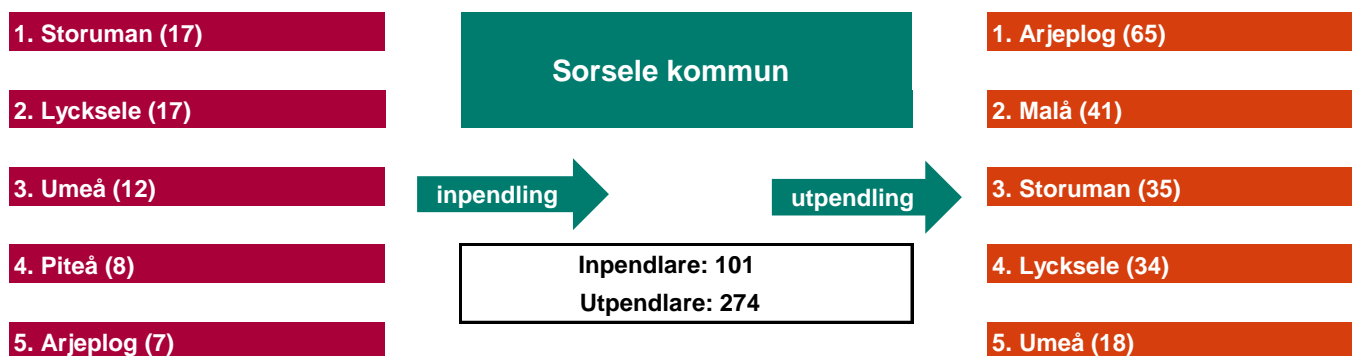 1. Storuman (17)
2. Lycksele (17)
3. Umeå (12)
4. Piteå (8)
5. Arjeplog (7)
Sorsele kommun
inpendling
utpendling
Inpendlare: 101
Utpendlare: 274
1. Arjeplog (65)
2. Malå (41)
3. Storuman (35)
4. Lycksele (34)
5. Umeå (18)